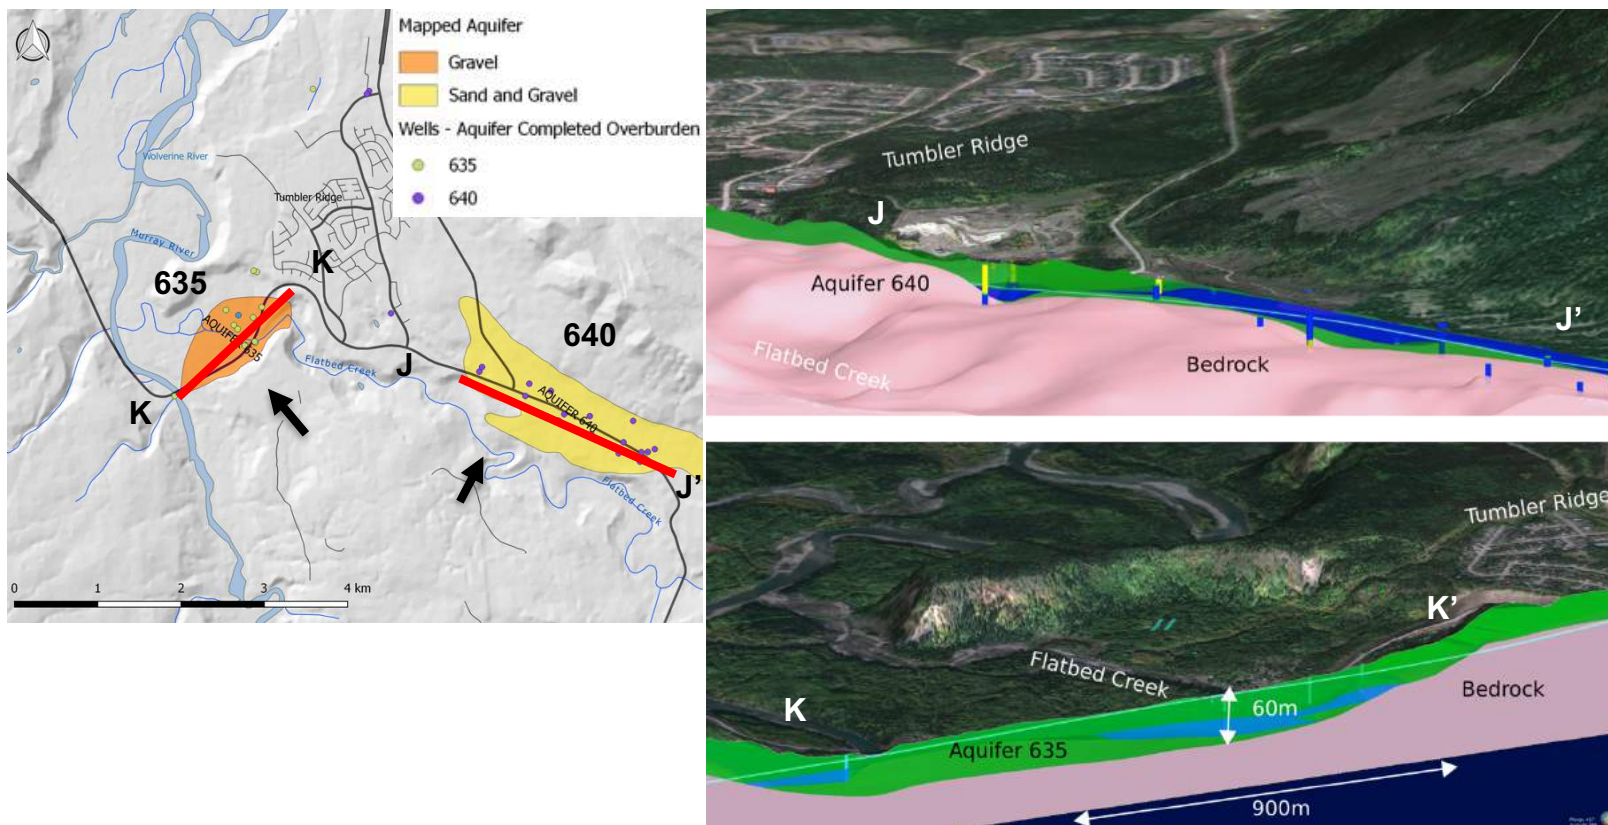 Mapped Aquifer
Gravel
Sand and Gravel
Wells - Aquifer Completed Overburden
635
640
Wolverine River
Murray River
Tumbler Ridge
K
635
AQUIFER 635
K
Flatbed Creek
J
640
AQUIFER 640
J'
Flatbed Creek
0 1 2 3 4 km
Tumbler Ridge
J
Aquifer 640
J'
Flatbed Creek
Bedrock
Tumbler Ridge
K'
Flatbed Creek
K
60m
Bedrock
Aquifer 635
900m